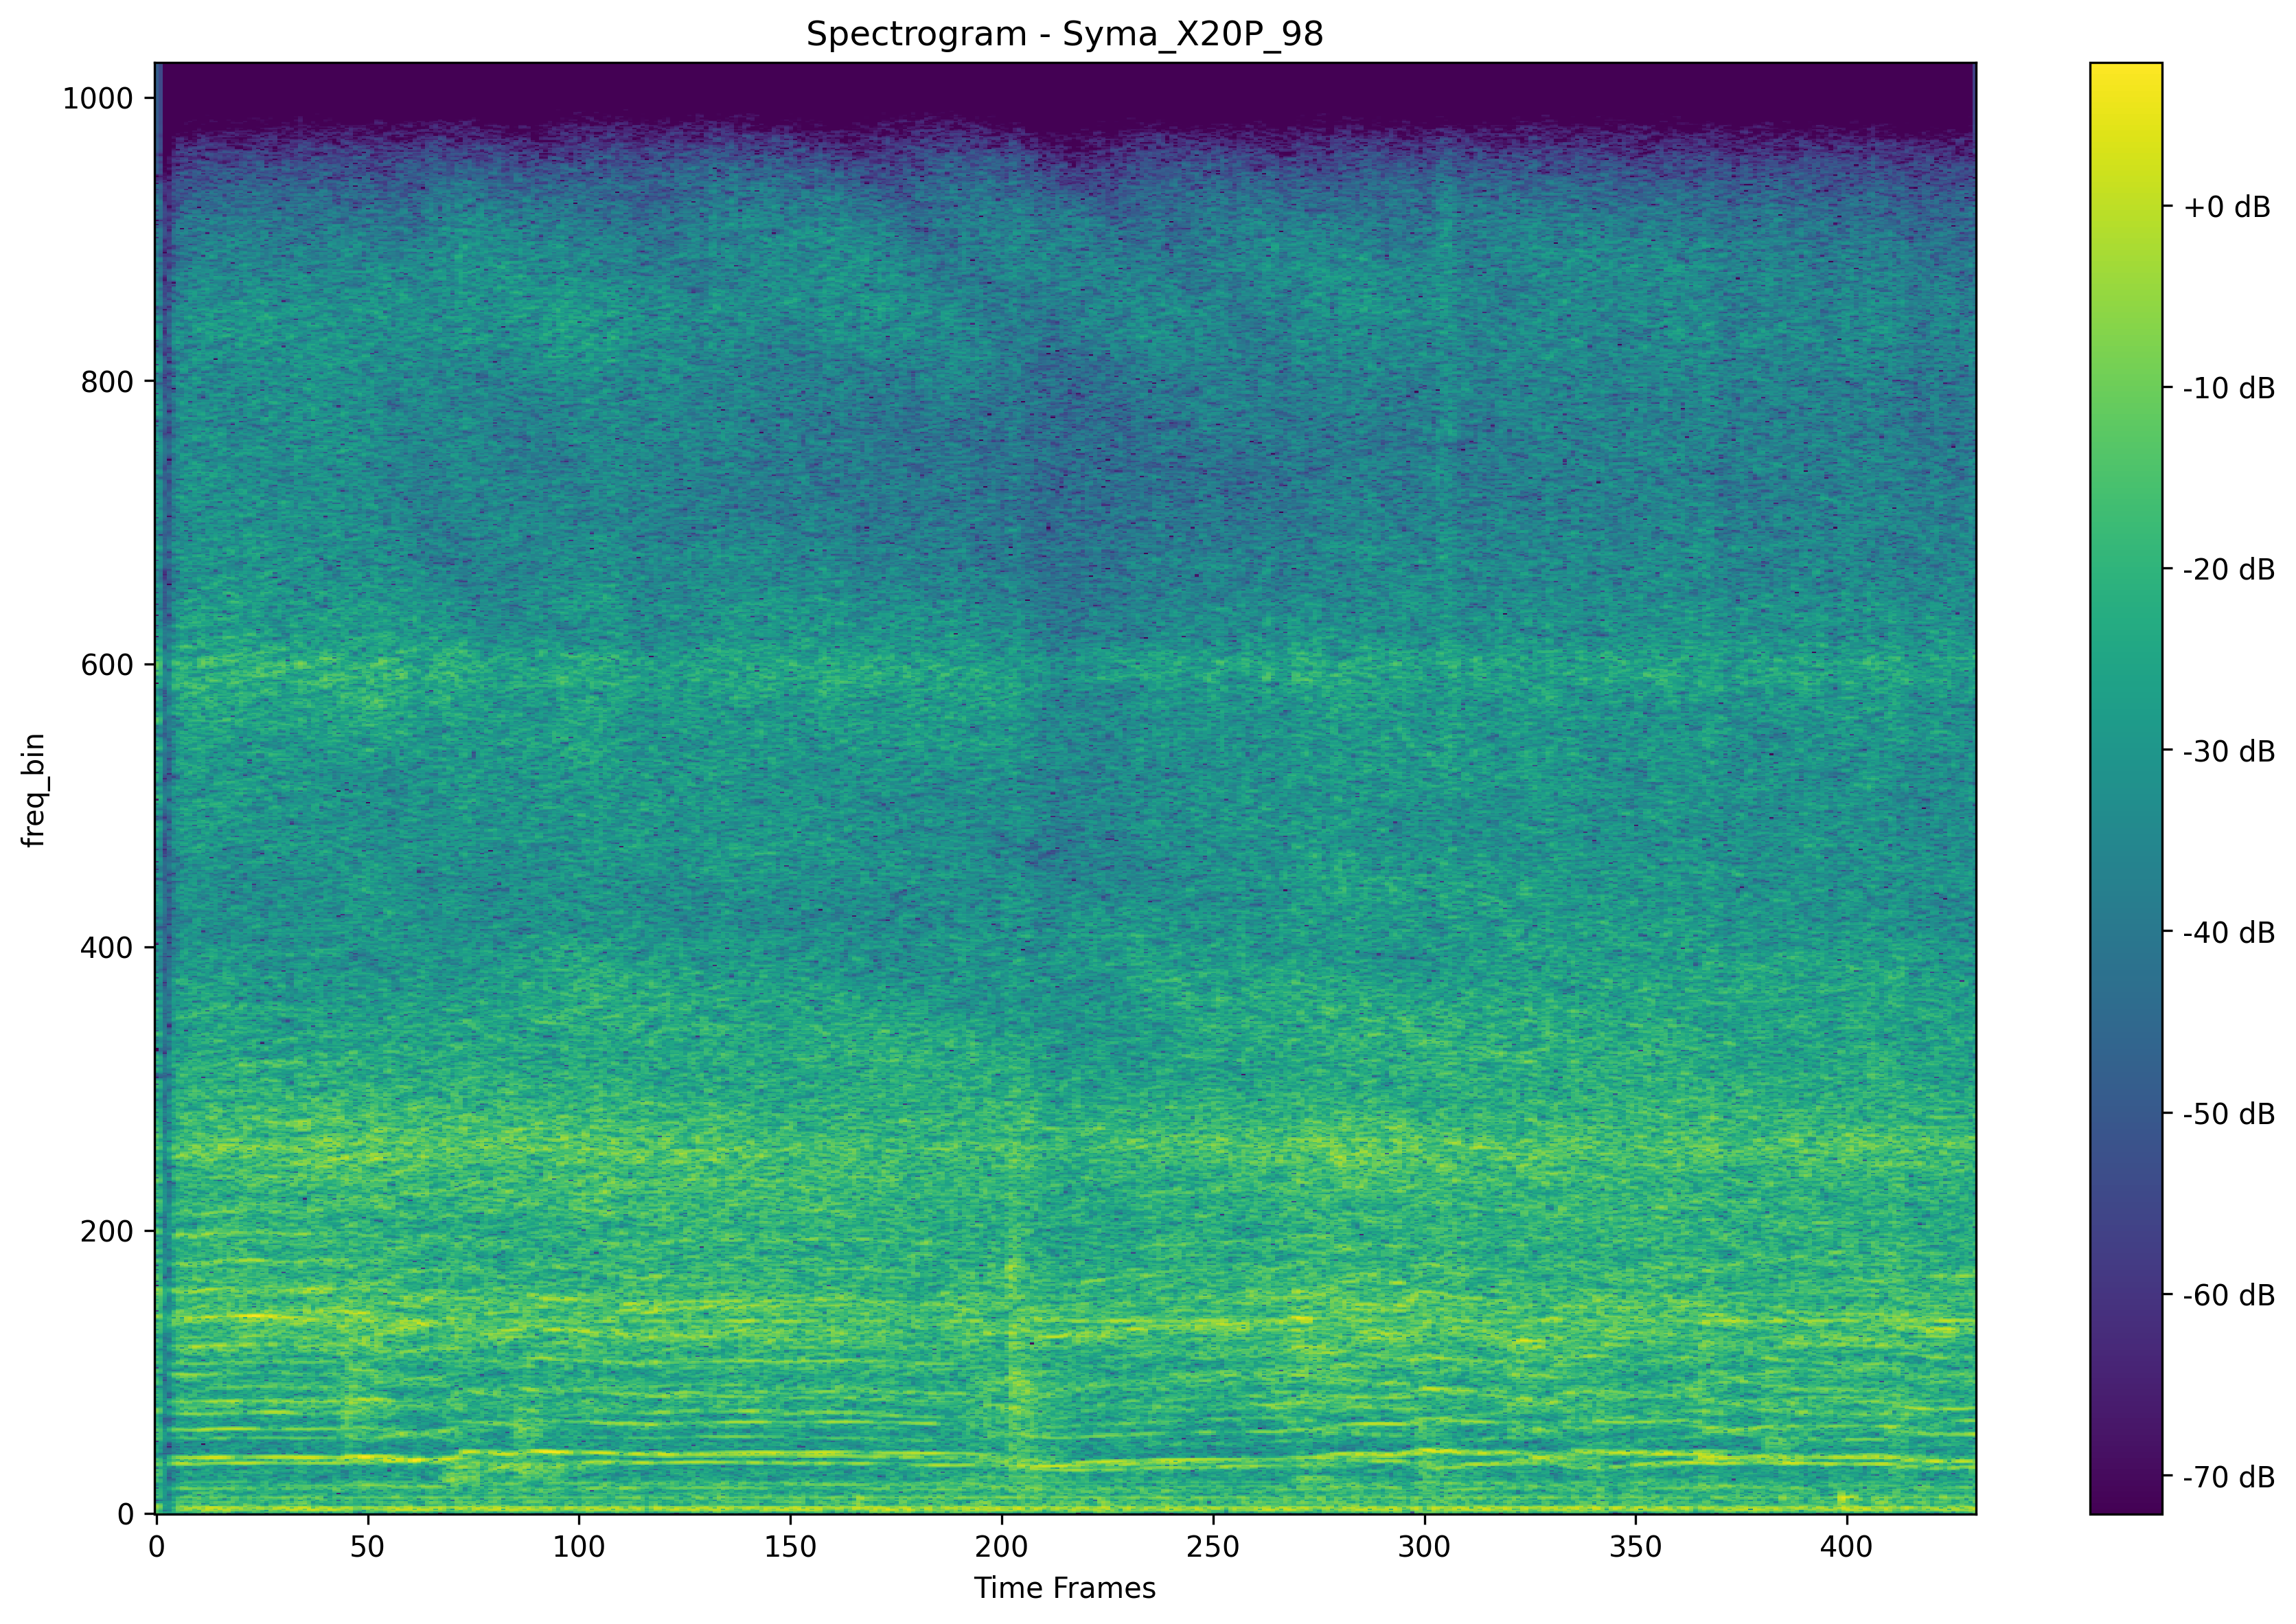 Spectrogram - Syma_X20P_98
1000
800
600
400
200
0
freq_bin
0 50 100 150 200 250 300 350 400
Time Frames
+0 dB
-10 dB
-20 dB
-30 dB
-40 dB
-50 dB
-60 dB
-70 dB